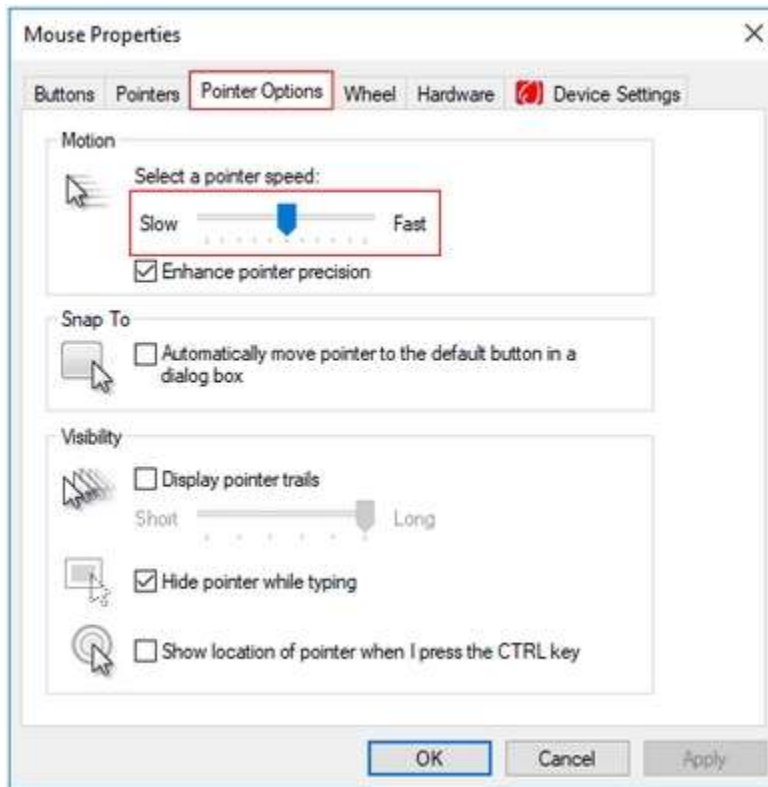 Mouse Properties
Buttons Pointers Pointer Options Wheel Hardware Device Settings
Motion
Select a pointer speed:
Slow Fast
Enhance pointer precision
Snap To
Automatically move pointer to the default button in a
dialog box
Visibility
Display pointer trails
Short Long
Hide pointer while typing
Show location of pointer when I press the CTRL key
OK Cancel Apply